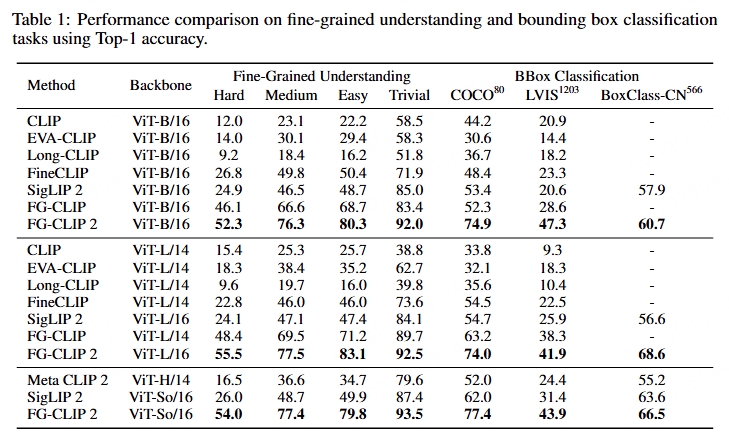 Table 1: Performance comparison on fine-grained understanding and bounding box classification
tasks using Top-1 accuracy.
Method Backbone Fine-Grained Understanding BBox Classification
Hard Medium Easy Trivial COCO80 LVIS1203 BoxClass-CN566
CLIP ViT-B/16 12.0 23.1 22.2 58.5 44.2 20.9 -
EVA-CLIP ViT-B/16 14.0 30.1 29.4 58.3 30.6 14.4 -
Long-CLIP ViT-B/16 9.2 18.4 16.2 51.8 36.7 18.2 -
FineCLIP ViT-B/16 26.8 49.8 50.4 71.9 48.4 23.3 -
SigLIP 2 ViT-B/16 24.9 46.5 48.7 85.0 53.4 20.6 57.9
FG-CLIP ViT-B/16 46.1 66.6 68.7 83.4 52.3 28.6 -
FG-CLIP 2 ViT-B/16 52.3 76.3 80.3 92.0 74.9 47.3 60.7
CLIP ViT-L/14 15.4 25.3 25.7 38.8 33.8 9.3 -
EVA-CLIP ViT-L/14 18.3 38.4 35.2 62.7 32.1 18.3 -
Long-CLIP ViT-L/14 9.6 19.7 16.0 39.8 35.6 10.4 -
FineCLIP ViT-L/14 22.8 46.0 46.0 73.6 54.5 22.5 -
SigLIP 2 ViT-L/16 24.1 47.1 47.4 84.1 54.7 25.9 56.6
FG-CLIP ViT-L/14 48.4 69.5 71.2 89.7 63.2 38.3 -
FG-CLIP 2 ViT-L/16 55.5 77.5 83.1 92.5 74.0 41.9 68.6
Meta CLIP 2 ViT-H/14 16.5 36.6 34.7 79.6 52.0 24.4 55.2
SigLIP 2 ViT-So/16 26.0 48.7 49.9 87.4 62.0 31.4 63.6
FG-CLIP 2 ViT-So/16 54.0 77.4 79.8 93.5 77.4 43.9 66.5